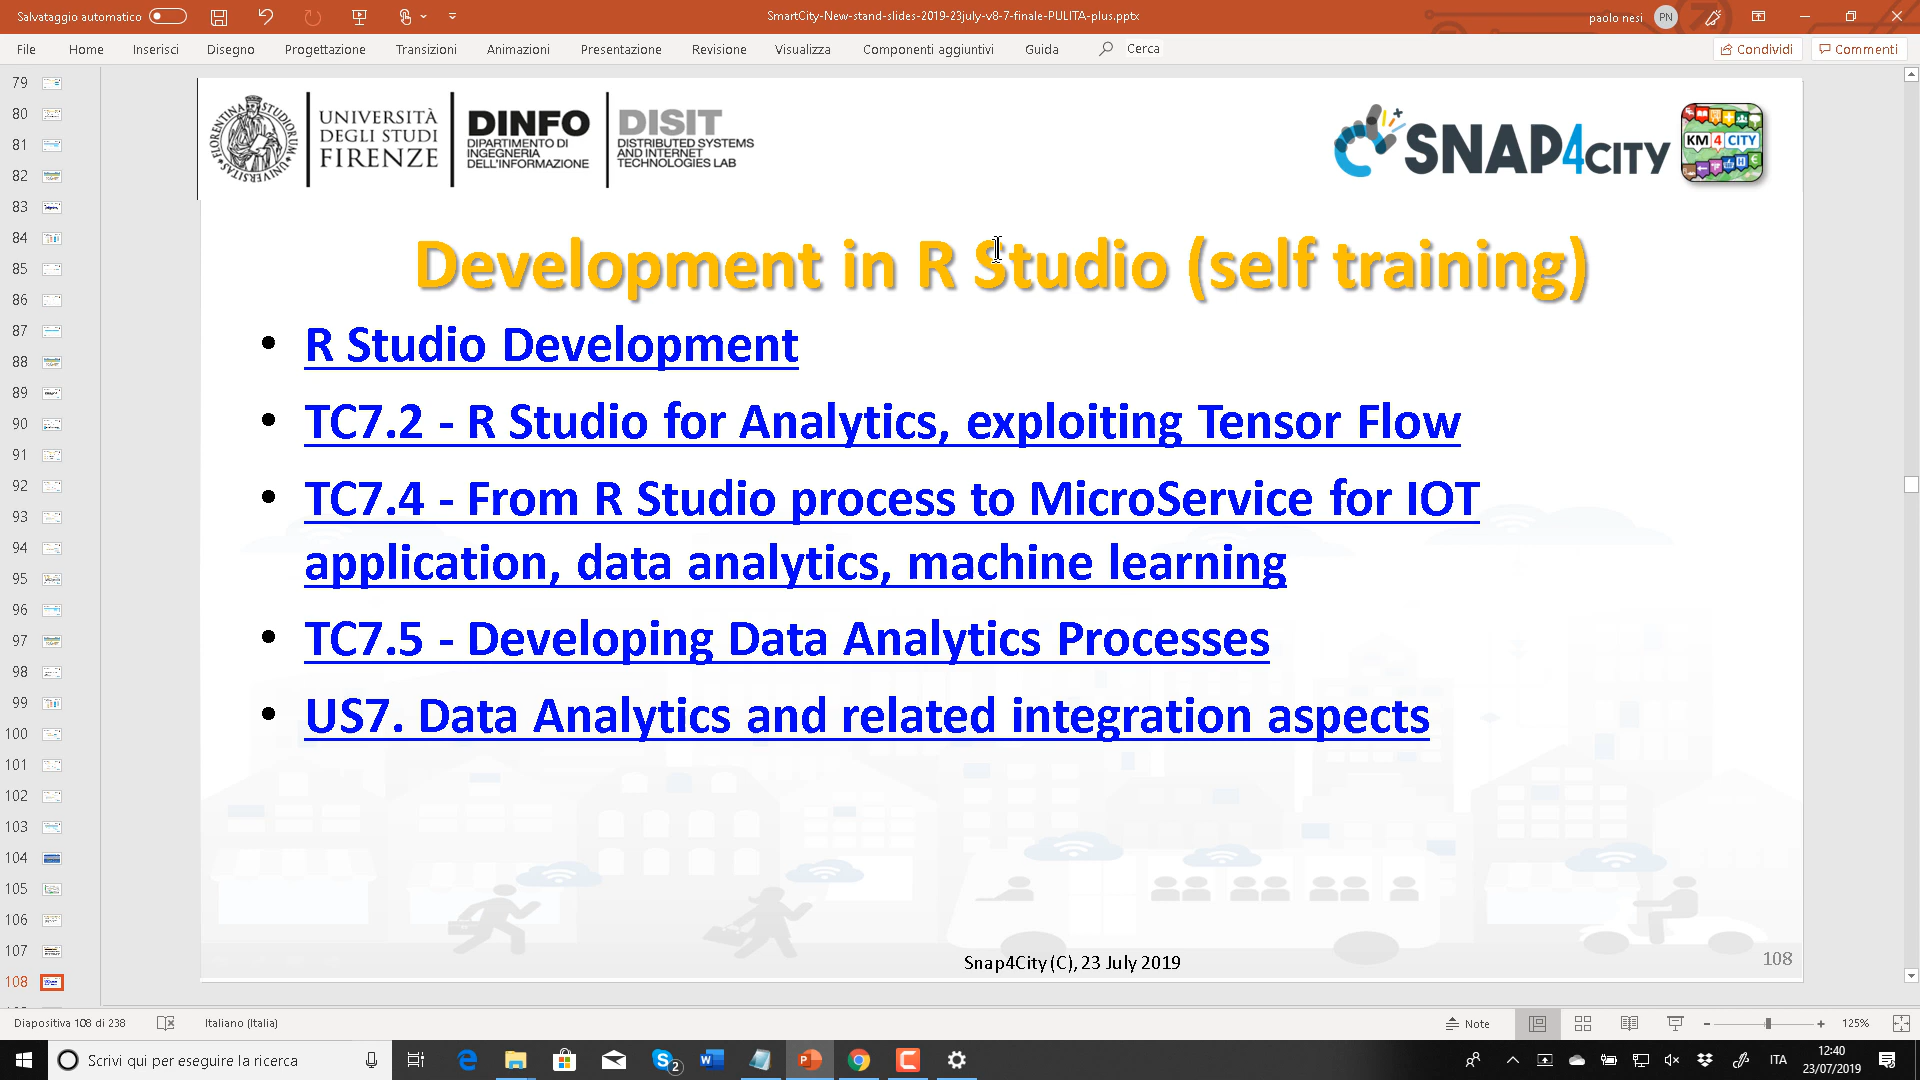 Salvataggio automatico
SmartCity-New-stand-slides-2019-23july-v8-7-finale-PULITA-plus.pptx
paolo nesi
PN
File
Home
Inserisci
Disegno
Progettazione
Transizioni
Animazioni
Presentazione
Revisione
Visualizza
Componenti aggiuntivi
Guida
Cerca
Condividi
Commenti
79
80
81
82
83
84
85
86
87
88
89
90
91
92
93
94
95
96
97
98
99
100
101
102
103
104
105
106
107
108
UNIVERSITÀ
DEGLI STUDI
FIRENZE
DINFO
DIPARTIMENTO DI
INGEGNERIA
DELL'INFORMAZIONE
DISIT
DISTRIBUTED SYSTEMS
AND INTERNET
TECHNOLOGIES LAB
SNAP4CITY
KM 4 CITY
Development in R Studio (self training)
• R Studio Development
• TC7.2 - R Studio for Analytics, exploiting Tensor Flow
• TC7.4 - From R Studio process to MicroService for IOT
application, data analytics, machine learning
• TC7.5 - Developing Data Analytics Processes
• US7. Data Analytics and related integration aspects
Snap4City (C), 23 July 2019
108
Diapositiva 108 di 238
Italiano (Italia)
Note
125%
Scrivi qui per eseguire la ricerca
2
ITA
12:40
23/07/2019